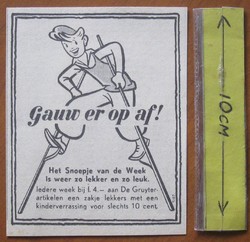 Gauw er op af!
Het Snoepje van de Week
is weer zo lekker en zo leuk.
Iedere week bij f. 4.— aan De Gruyter-
artikelen een zakje lekkers met een
kinderverrassing vóór slechts 10 cent.
10CM